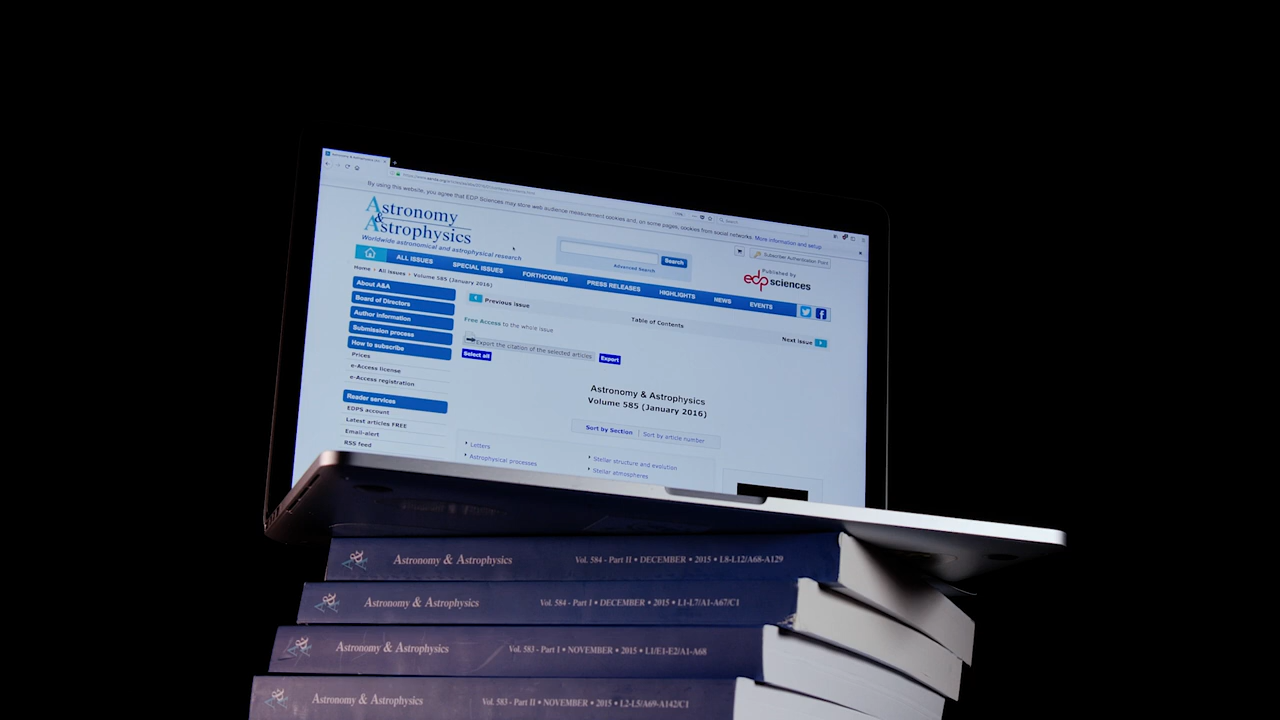 By using this website, you agree that EDP Sciences may store web audience measurement cookies and, on some pages, cookies from social networks. More information and setup
Astronomy
&
Astrophysics
Worldwide astronomical and astrophysical research
Search
Advanced Search
Subscriber Authentication Point
Published by
edp sciences
ALL ISSUES SPECIAL ISSUES FORTHCOMING PRESS RELEASES HIGHLIGHTS NEWS EVENTS
Home › All issues › Volume 585 (January 2016)
About A&A
Board of Directors
Author information
Submission process
How to subscribe
Prices
e-Access license
e-Access registration
Reader services
EDPS account
Latest articles FREE
Email-alert
RSS feed
Previous issue
Table of Contents
Next issue
Free Access to the whole issue
Export the citation of the selected articles Export
Select all
Astronomy & Astrophysics
Volume 585 (January 2016)
Sort by Section | Sort by article number
Letters
Astrophysical processes
Stellar structure and evolution
Stellar atmospheres
Astronomy & Astrophysics Vol. 584 - Part II • DECEMBER • 2015 • L8-L12/A68-A129
Astronomy & Astrophysics Vol. 584 - Part I • DECEMBER • 2015 • L1-L7/A1-A67/C1
Astronomy & Astrophysics Vol. 583 - Part I • NOVEMBER • 2015 • L1/E1-E2/A1-A68
Astronomy & Astrophysics Vol. 583 - Part II • NOVEMBER • 2015 • L2-L5/A69-A142/C1